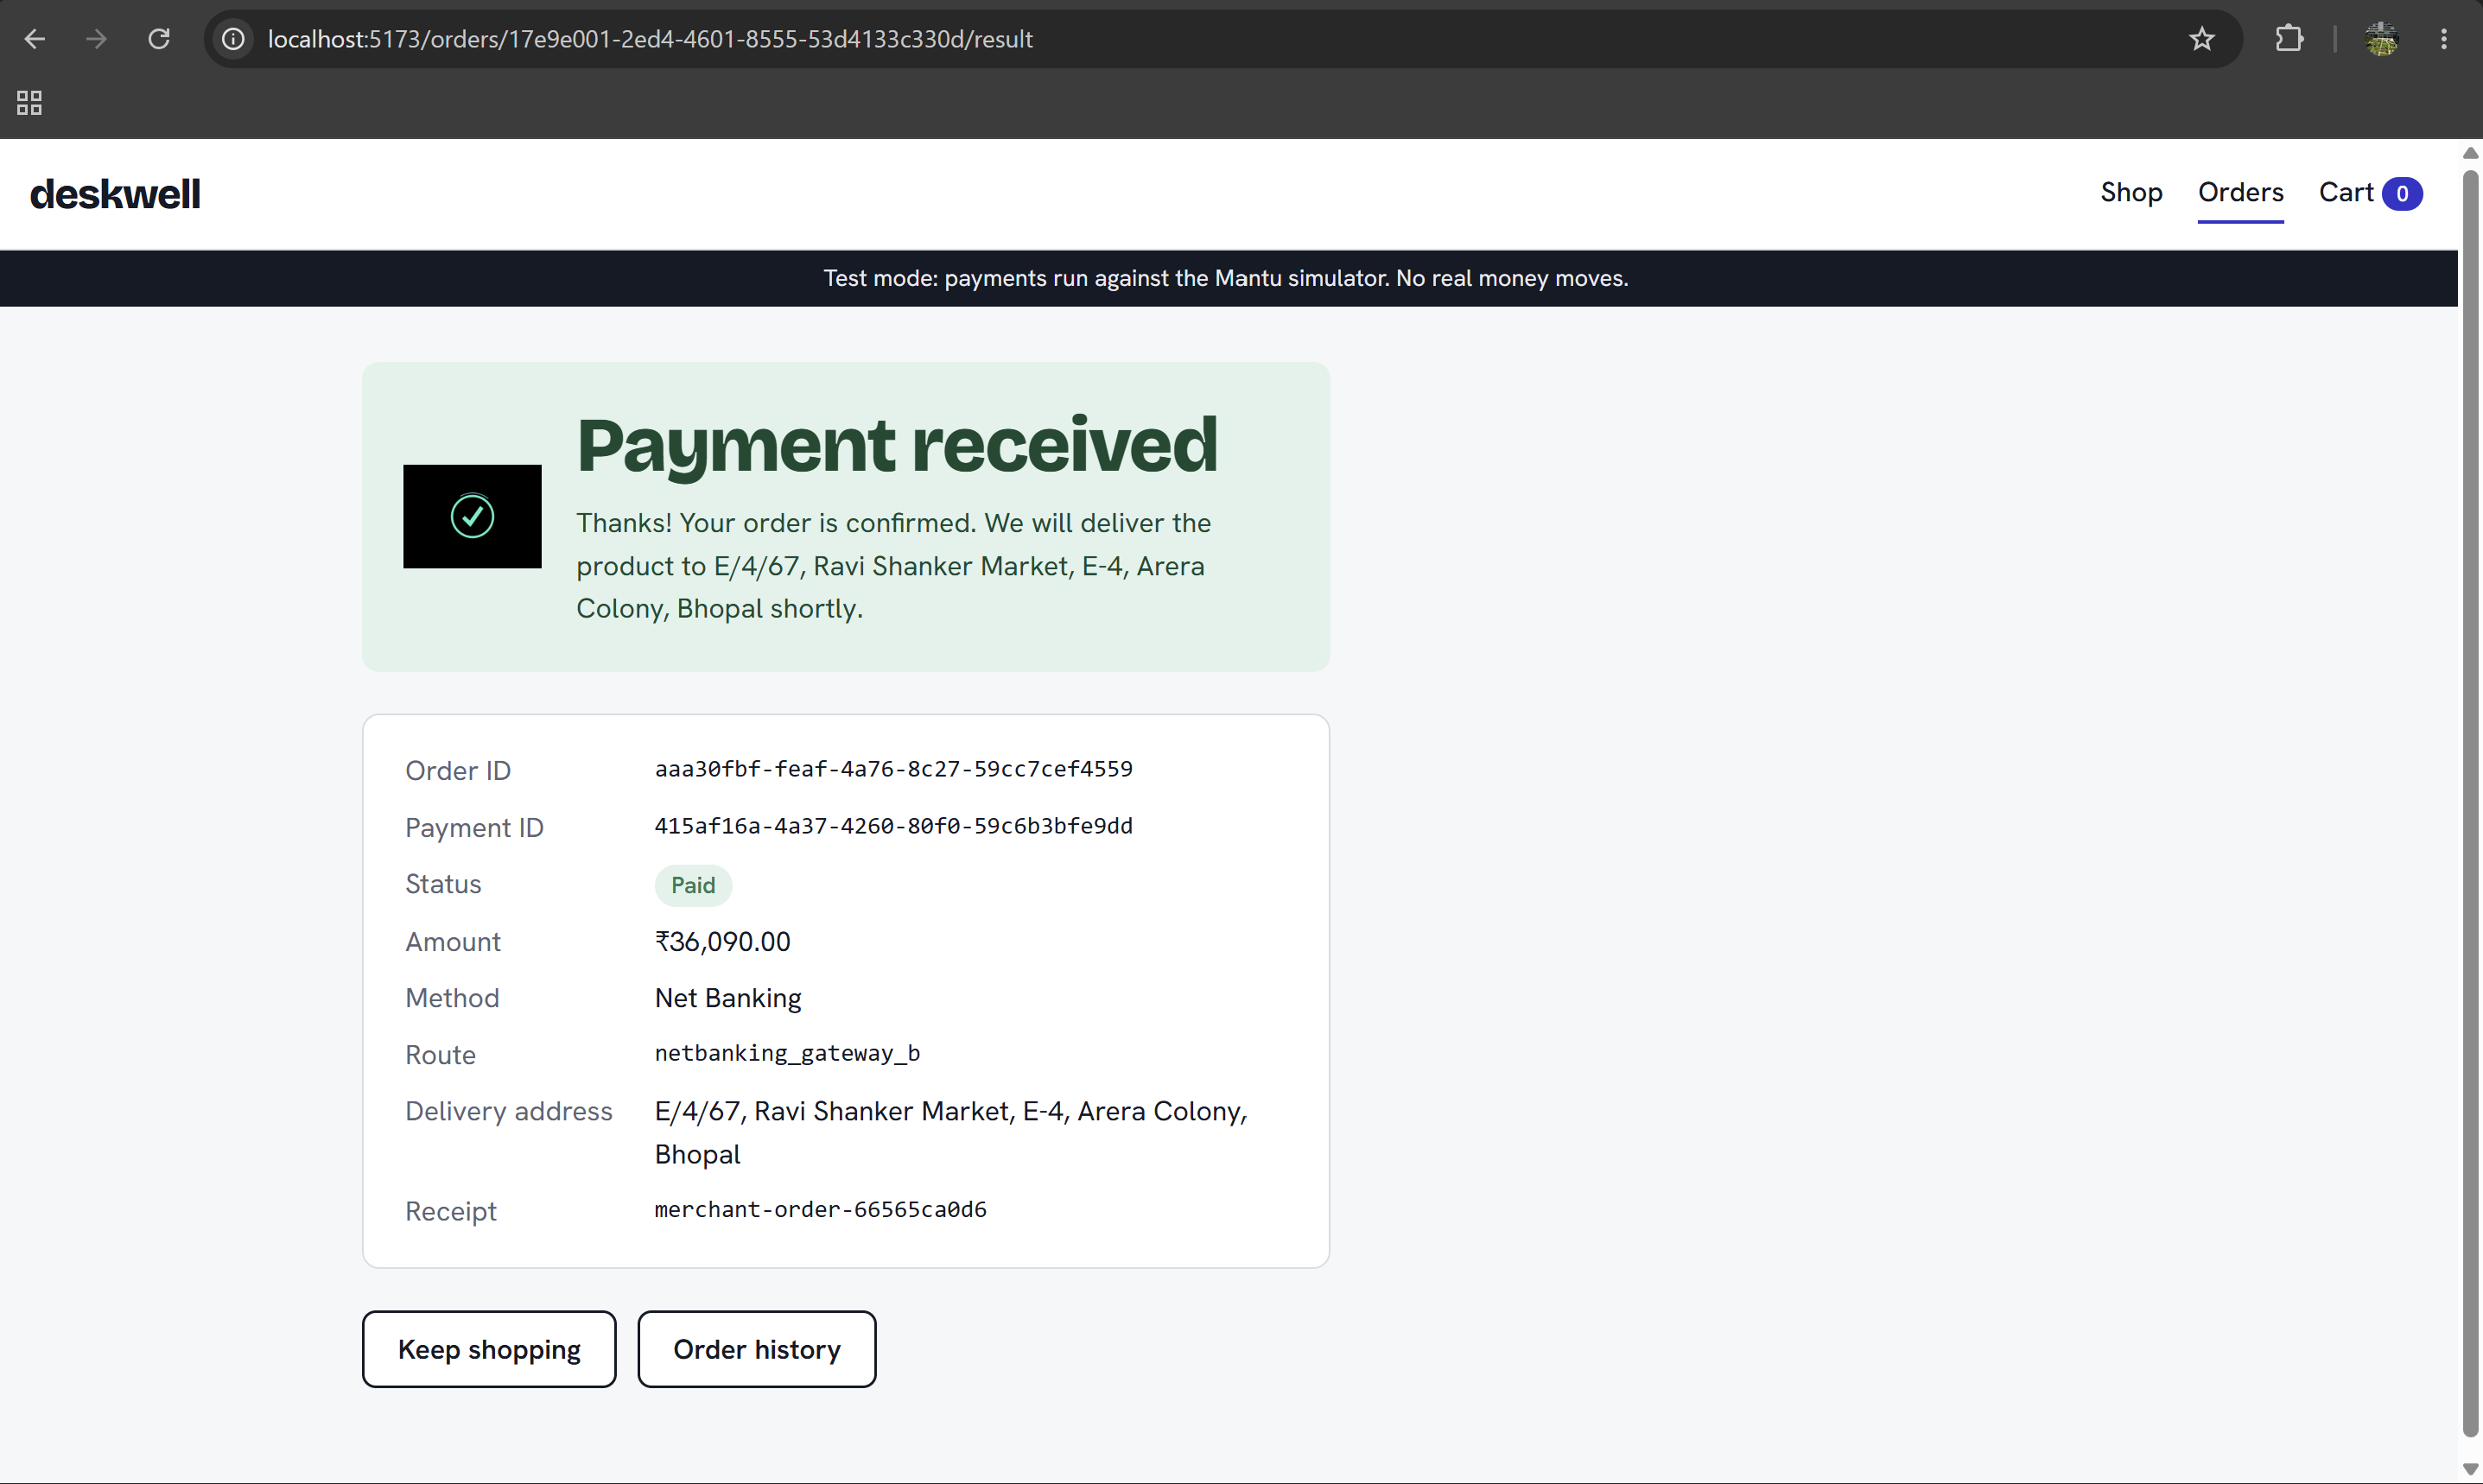 localhost:5173/orders/17e9e001-2ed4-4601-8555-53d4133c330d/result
deskwell
Shop Orders Cart 0
Test mode: payments run against the Mantu simulator. No real money moves.
Payment received
Thanks! Your order is confirmed. We will deliver the
product to E/4/67, Ravi Shanker Market, E-4, Arera
Colony, Bhopal shortly.
Order ID aaa30fbf-feaf-4a76-8c27-59cc7cef4559
Payment ID 415af16a-4a37-4260-80f0-59c6b3bfe9dd
Status Paid
Amount ₹36,090.00
Method Net Banking
Route netbanking_gateway_b
Delivery address E/4/67, Ravi Shanker Market, E-4, Arera Colony,
Bhopal
Receipt merchant-order-66565ca0d6
Keep shopping Order history